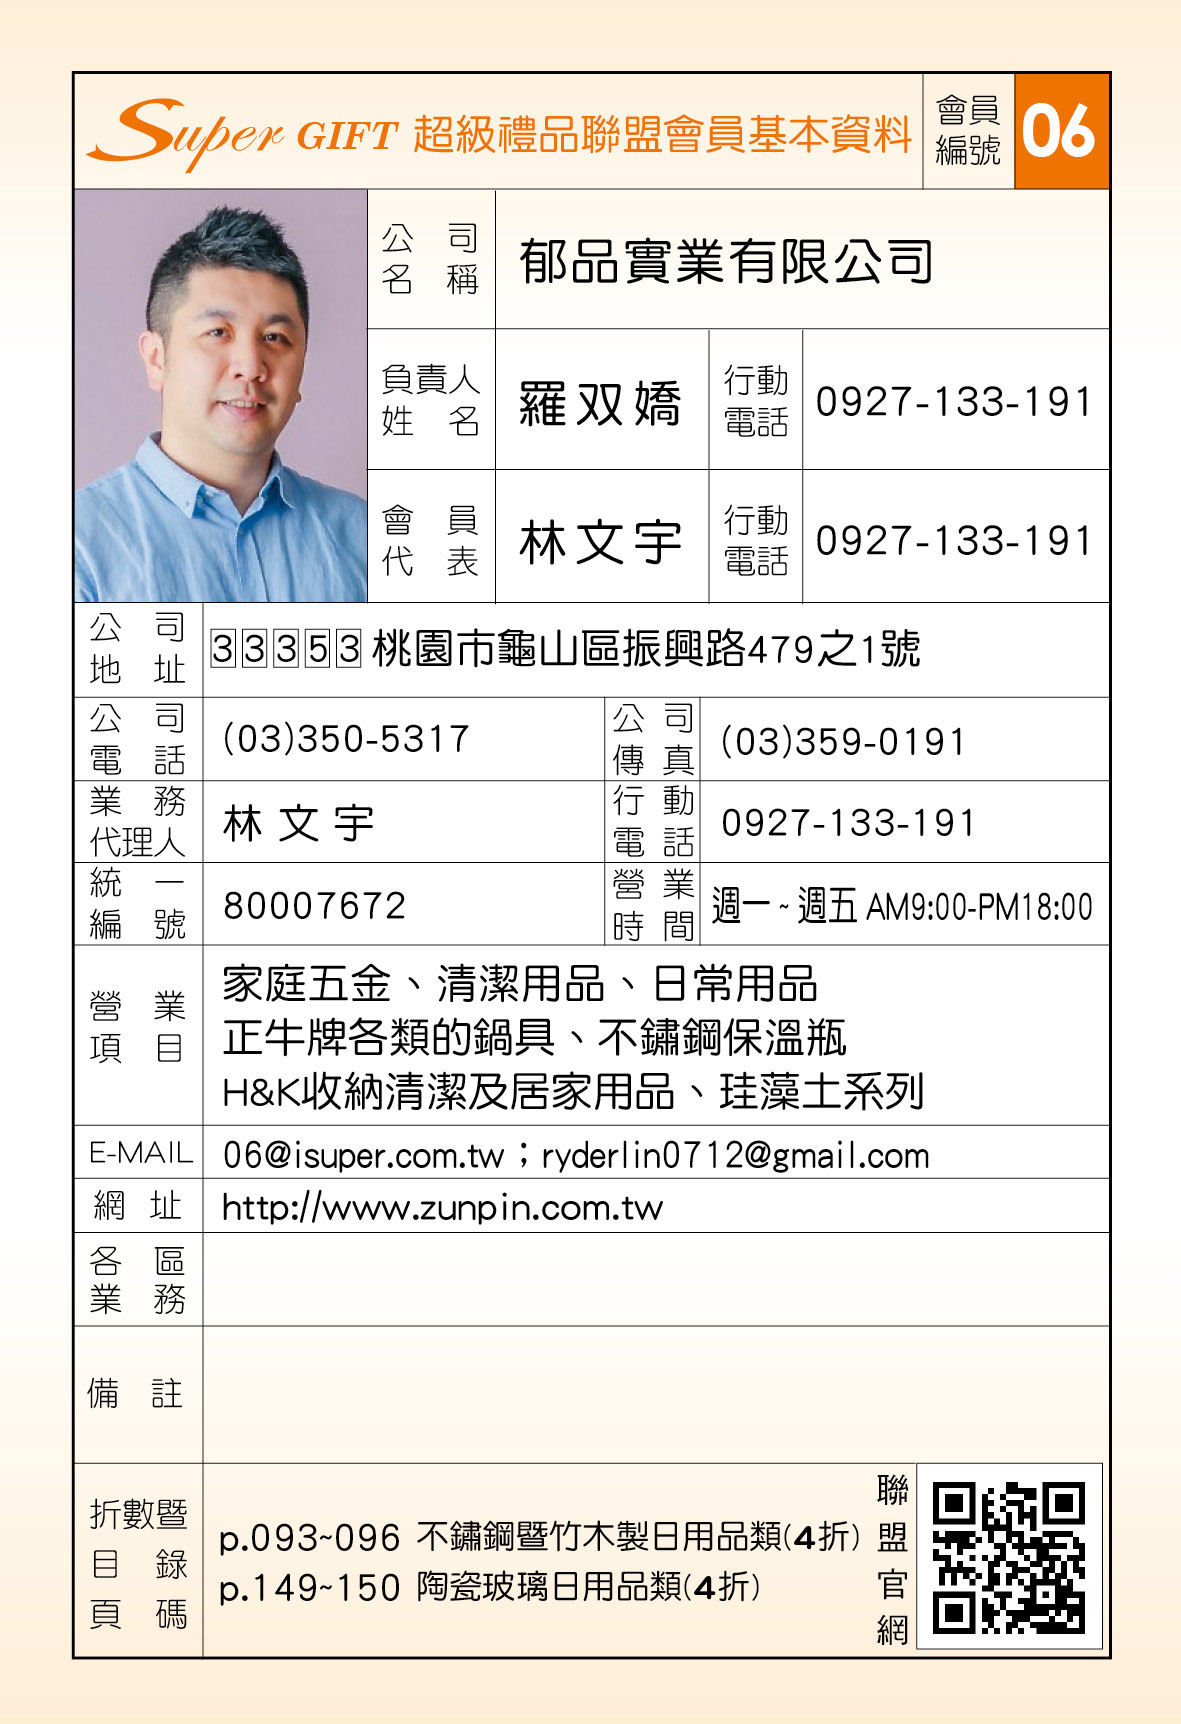 Super GIFT 超級禮品聯盟會員基本資料
會員編號 06
公司名稱 郁品實業有限公司
負責人姓名 羅双嬌 行動電話 0927-133-191
會員代表 林文宇 行動電話 0927-133-191
公司地址 33353 桃園市龜山區振興路479之1號
公司電話 (03)350-5317 公司傳真 (03)359-0191
業務代理人 林文宇 行動電話 0927-133-191
統一編號 80007672 營業時間 週一~週五 AM9:00-PM18:00
營業項目
家庭五金、清潔用品、日常用品
正牛牌各類的鍋具、不鏽鋼保溫瓶
H&K收納清潔及居家用品、珪藻土系列
E-MAIL 06@isuper.com.tw；ryderlin0712@gmail.com
網址 http://www.zunpin.com.tw
各區業務
備註
折數暨目錄頁碼
p.093~096 不鏽鋼暨竹木製日用品類(4折)
p.149~150 陶瓷玻璃日用品類(4折)
聯盟官網